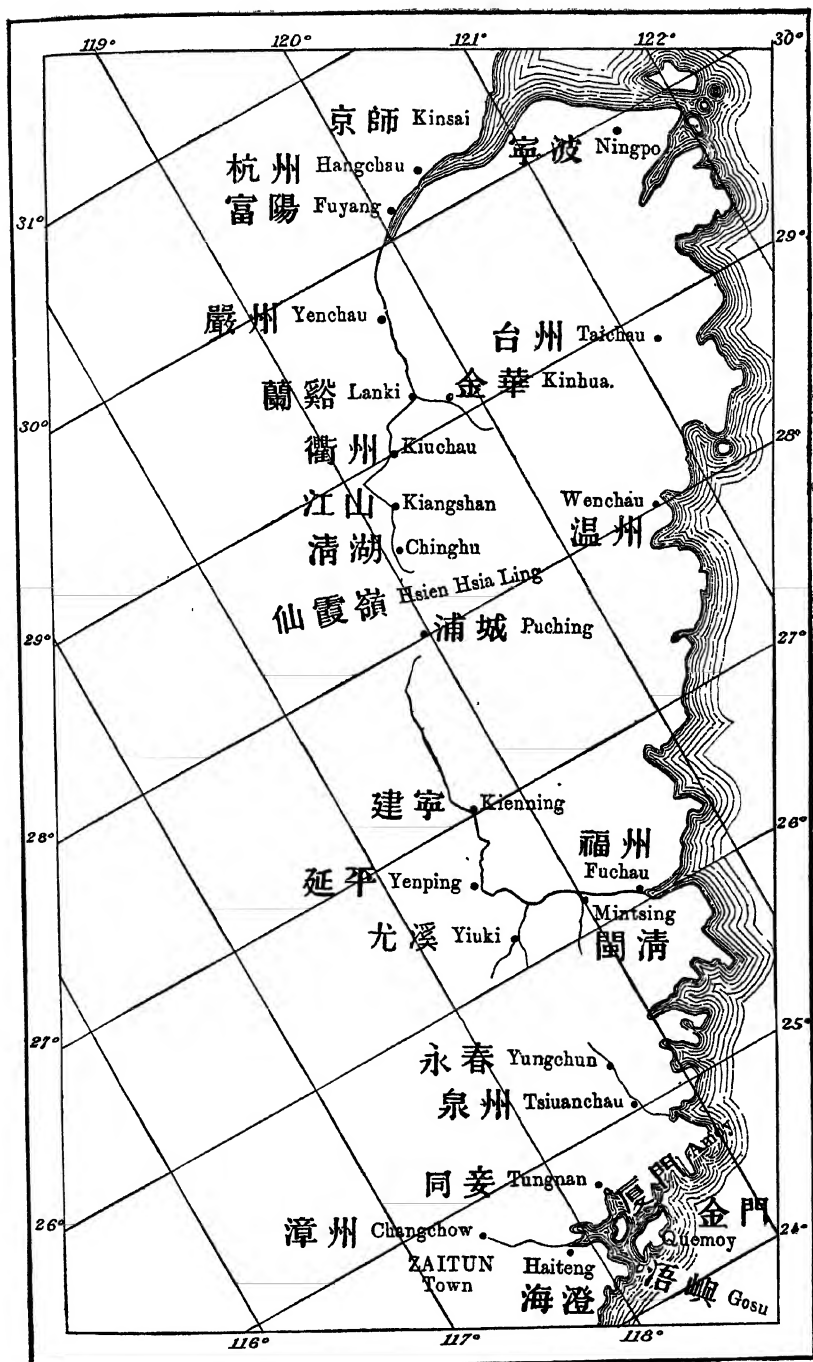 119°
120°
121°
122°
30°
京師 Kinsai
寧波 Ningpo
杭州 Hangchau
富陽 Fuyang
31°
29°
嚴州 Yenchau
台州 Taichau
蘭谿 Lanki
金華 Kinhua.
30°
28°
衢州 Kiuchau
江山 Kiangshan
Wenchau
温州
清湖 Chinghu
仙霞嶺 Hsien Hsia Ling
浦城 Puching
29°
27°
建寧 Kienning
福州
Fuchau
28°
26°
延平 Yenping
Mintsing
閩清
尤溪 Yiuki
27°
25°
永春 Yungchun
泉州 Tsiuanchau
同安 Tungnan
厦門 Amoy
金門
Quemoy
26°
24°
漳州 Changchow
ZAITUN
Town
Haiteng
海澄
浯嶼 Gosu
116°
117°
118°